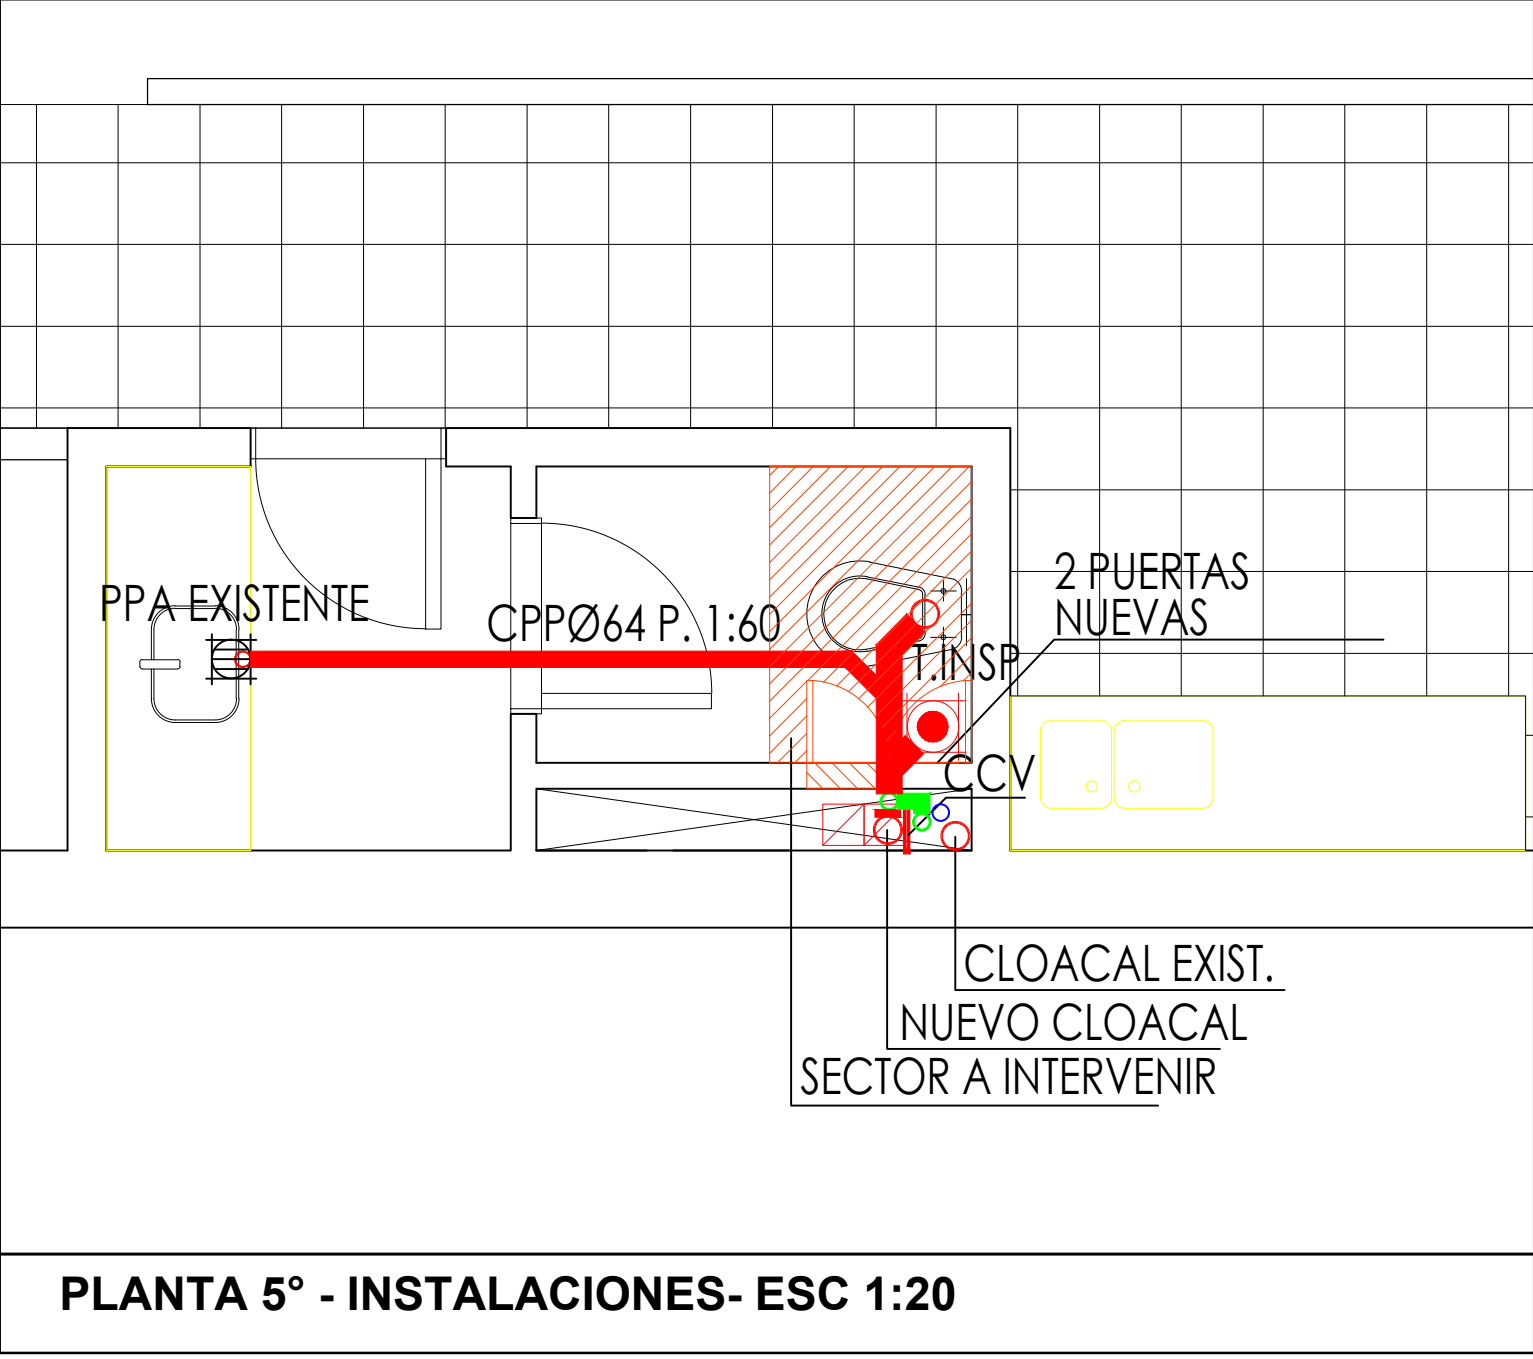 2 PUERTAS
NUEVAS
PPA EXISTENTE
CPPØ64 P. 1:60
T.INSP
CCV
CLOACAL EXIST.
NUEVO CLOACAL
SECTOR A INTERVENIR
PLANTA 5° - INSTALACIONES- ESC 1:20